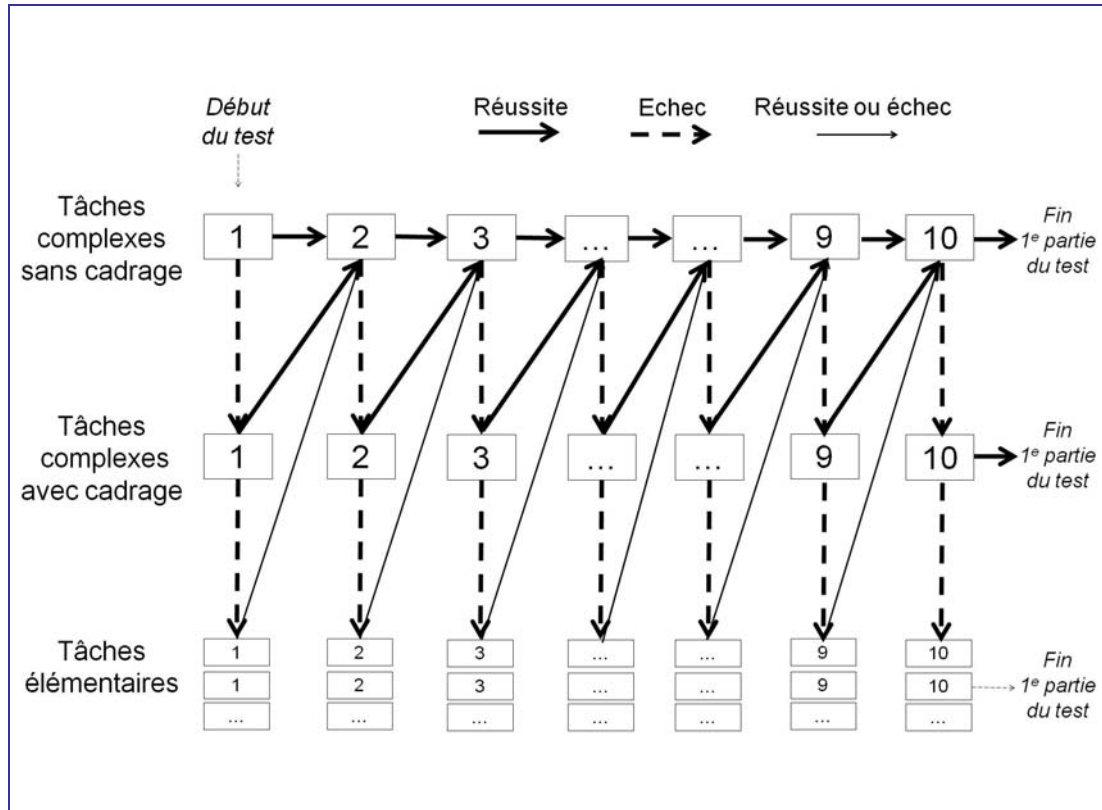 Début
du test
Réussite
Echec
Réussite ou échec
Tâches
complexes
sans cadrage
1
2
3
...
...
9
10
Fin
1e partie
du test
Tâches
complexes
avec cadrage
1
2
3
...
...
9
10
Fin
1e partie
du test
Tâches
élémentaires
1
2
3
...
...
9
10
1
2
3
...
...
9
10
...
...
...
...
...
...
...
Fin
1e partie
du test